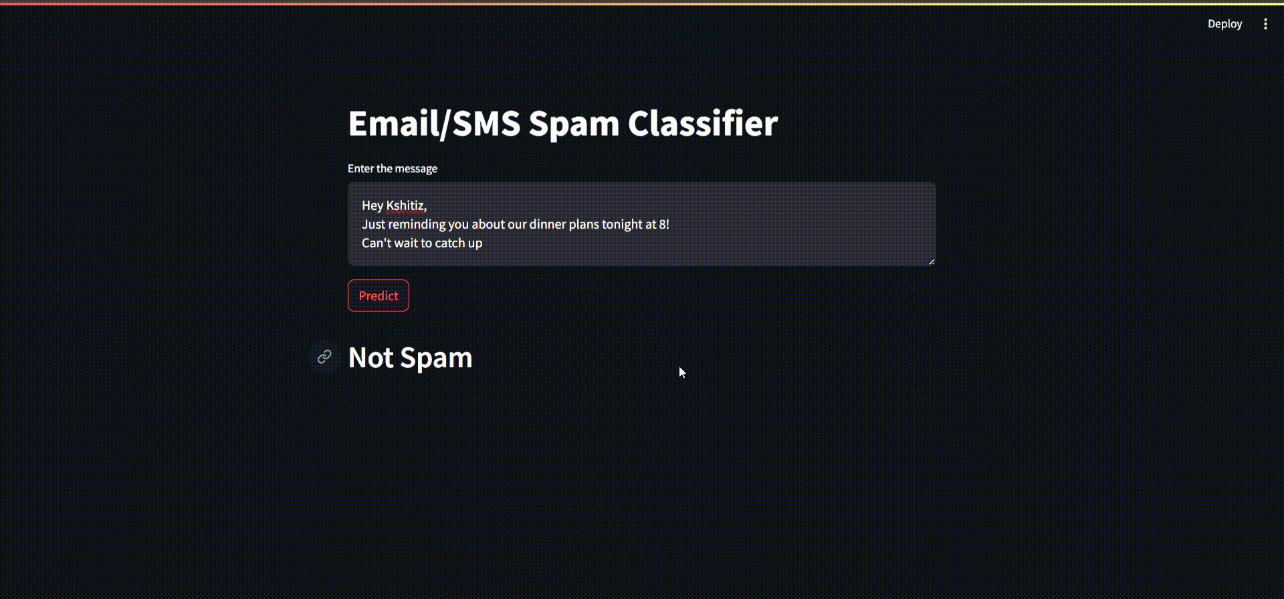 Deploy
Email/SMS Spam Classifier
Enter the message
Hey Kshitiz,
Just reminding you about our dinner plans tonight at 8!
Can't wait to catch up
Predict
Not Spam